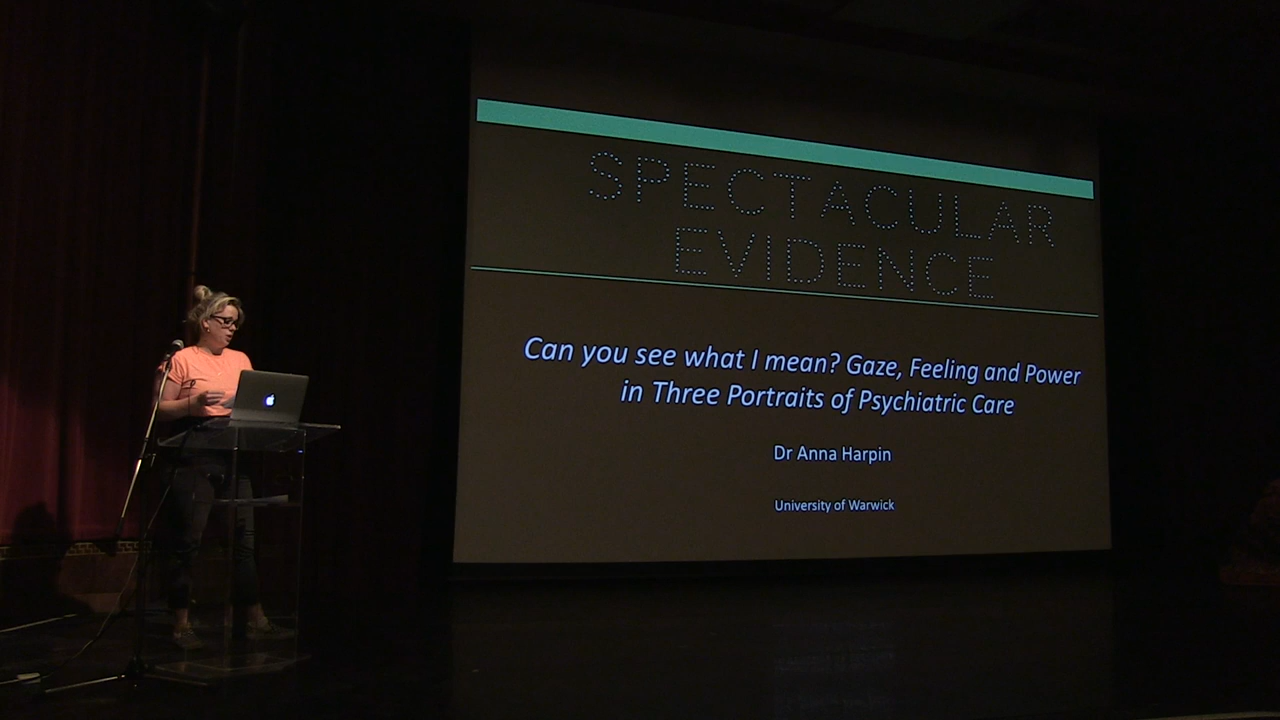 SPECTACULAR
EVIDENCE
Can you see what I mean? Gaze, Feeling and Power
in Three Portraits of Psychiatric Care
Dr Anna Harpin
University of Warwick